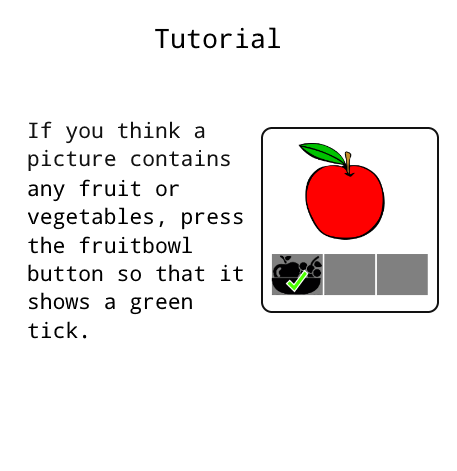 Tutorial
If you think a
picture contains
any fruit or
vegetables, press
the fruitbowl
button so that it
shows a green
tick.